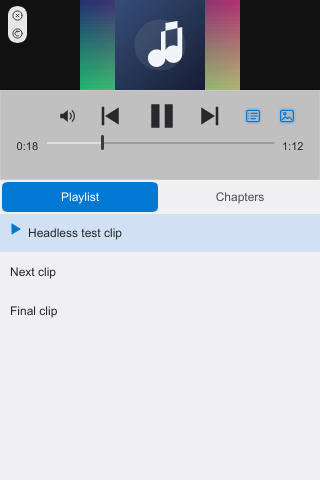 0:18
1:12
Playlist
Chapters
Headless test clip
Next clip
Final clip